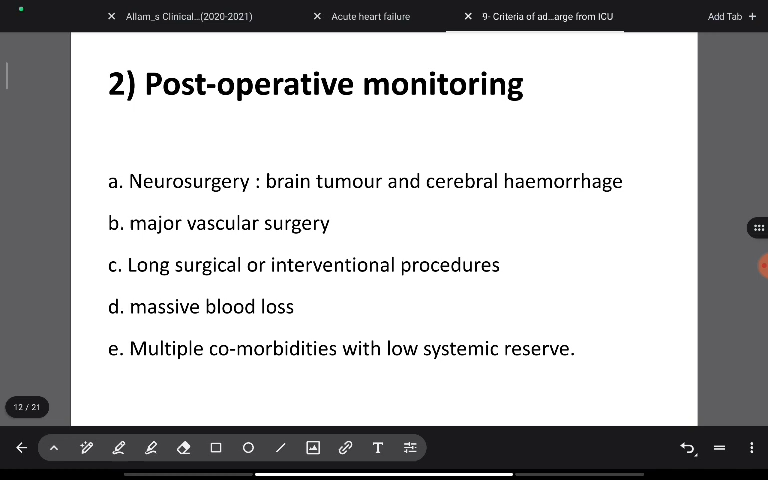 Allam_s Clinical...(2020-2021)
Acute heart failure
9- Criteria of ad...arge from ICU
Add Tab +
2) Post-operative monitoring
a. Neurosurgery : brain tumour and cerebral haemorrhage
b. major vascular surgery
c. Long surgical or interventional procedures
d. massive blood loss
e. Multiple co-morbidities with low systemic reserve.
12 / 21
T